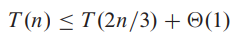 T(n) ≤ T(2n/3) + Θ(1)